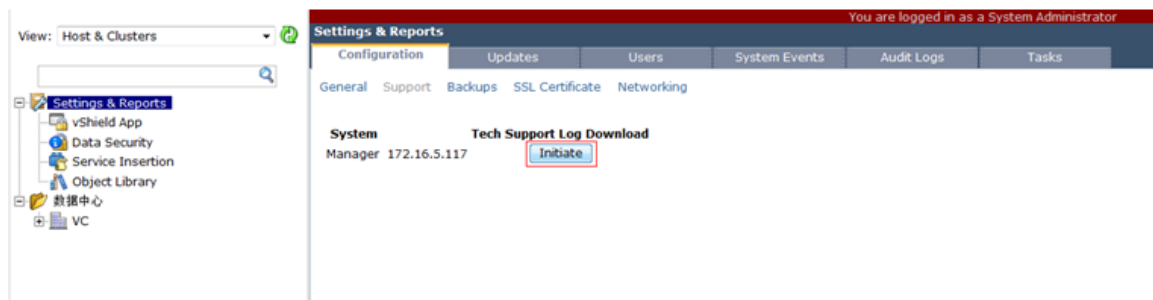 You are logged in as a System Administrator
View: Host & Clusters
Settings & Reports
Configuration Updates Users System Events Audit Logs Tasks
General Support Backups SSL Certificate Networking
Settings & Reports
vShield App
Data Security
Service Insertion
Object Library
数据中心
VC
System Tech Support Log Download
Manager 172.16.5.117 Initiate